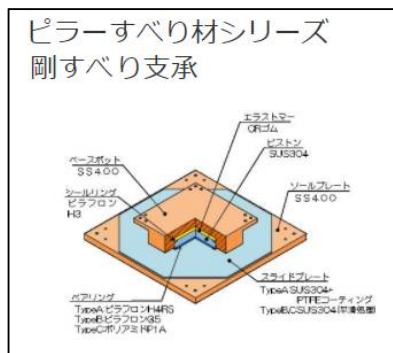 ピラーすべり材シリーズ
剛すべり支承
エラストマー
CRゴム
ピストン
SUS304
ベースポット
SS400
シールリング
ピラフロン
H3
ソールプレート
SS400
スライドプレート
TypeA:SUS304+
PTFEコーティング
TypeB,C:SUS304(平滑処理)
ベアリング
TypeA:ピラフロンH4RS
TypeB:ピラフロンG5
TypeC:ポリアミドP1A